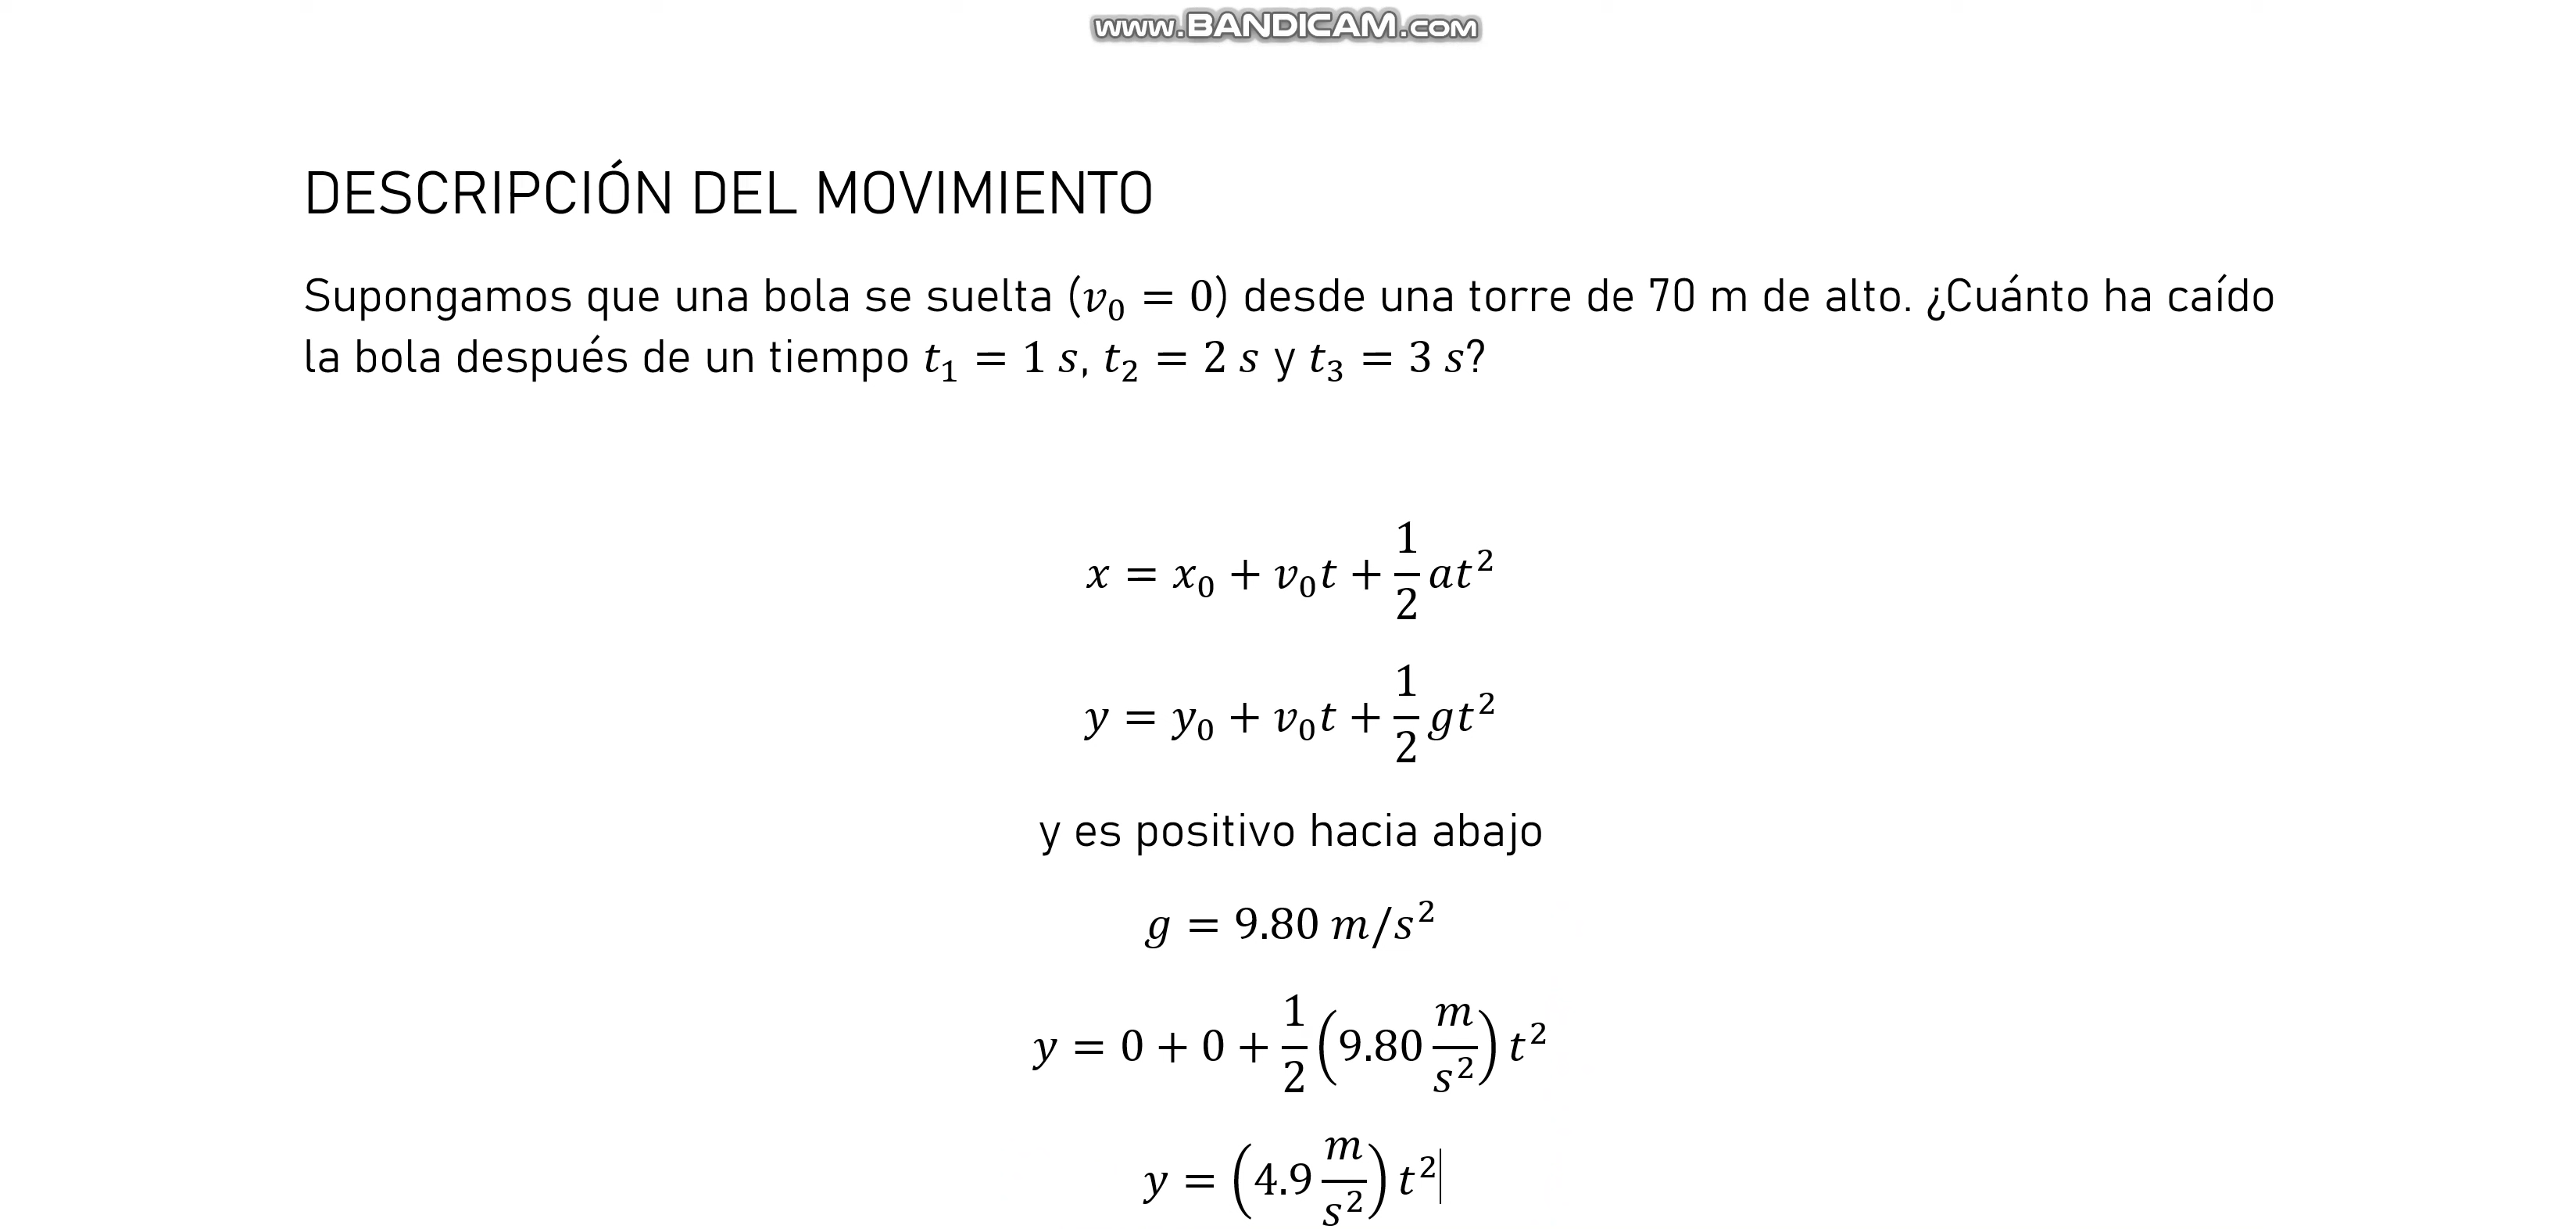 www.BANDICAM.com
DESCRIPCIÓN DEL MOVIMIENTO
Supongamos que una bola se suelta (v₀ = 0) desde una torre de 70 m de alto. ¿Cuánto ha caído
la bola después de un tiempo t₁ = 1 s, t₂ = 2 s y t₃ = 3 s?
x = x₀ + v₀t + 1/2 at²
y = y₀ + v₀t + 1/2 gt²
y es positivo hacia abajo
g = 9.80 m/s²
y = 0 + 0 + 1/2 (9.80 m/s²) t²
y = (4.9 m/s²) t²